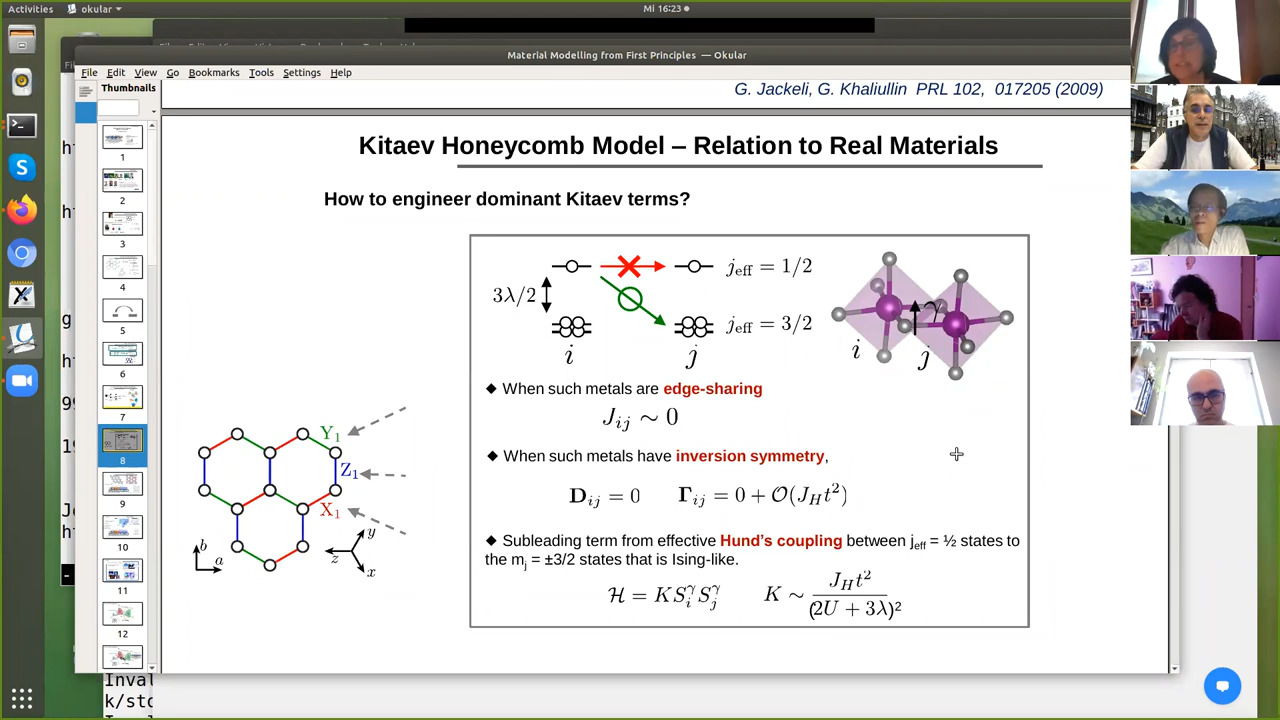 Activities
okular
Mi 16:23
Material Modelling from First Principles — Okular
File Edit View Go Bookmarks Tools Settings Help
Thumbnails
1
2
3
4
5
6
7
8
9
10
11
12
G. Jackeli, G. Khaliullin PRL 102, 017205 (2009)
Kitaev Honeycomb Model – Relation to Real Materials
How to engineer dominant Kitaev terms?
3λ/2
j_eff = 1/2
j_eff = 3/2
i
j
γ
i
j
◆ When such metals are edge-sharing
J_ij ∼ 0
◆ When such metals have inversion symmetry,
D_ij = 0 Γ_ij = 0 + O(J_H t²)
◆ Subleading term from effective Hund's coupling between j_eff = ½ states to
the m_j = ±3/2 states that is Ising-like.
H = K S_i^γ S_j^γ K ∼ J_H t² / (2U + 3λ)²
Y₁
Z₁
X₁
b
a
y
z
x
Inval
k/sto